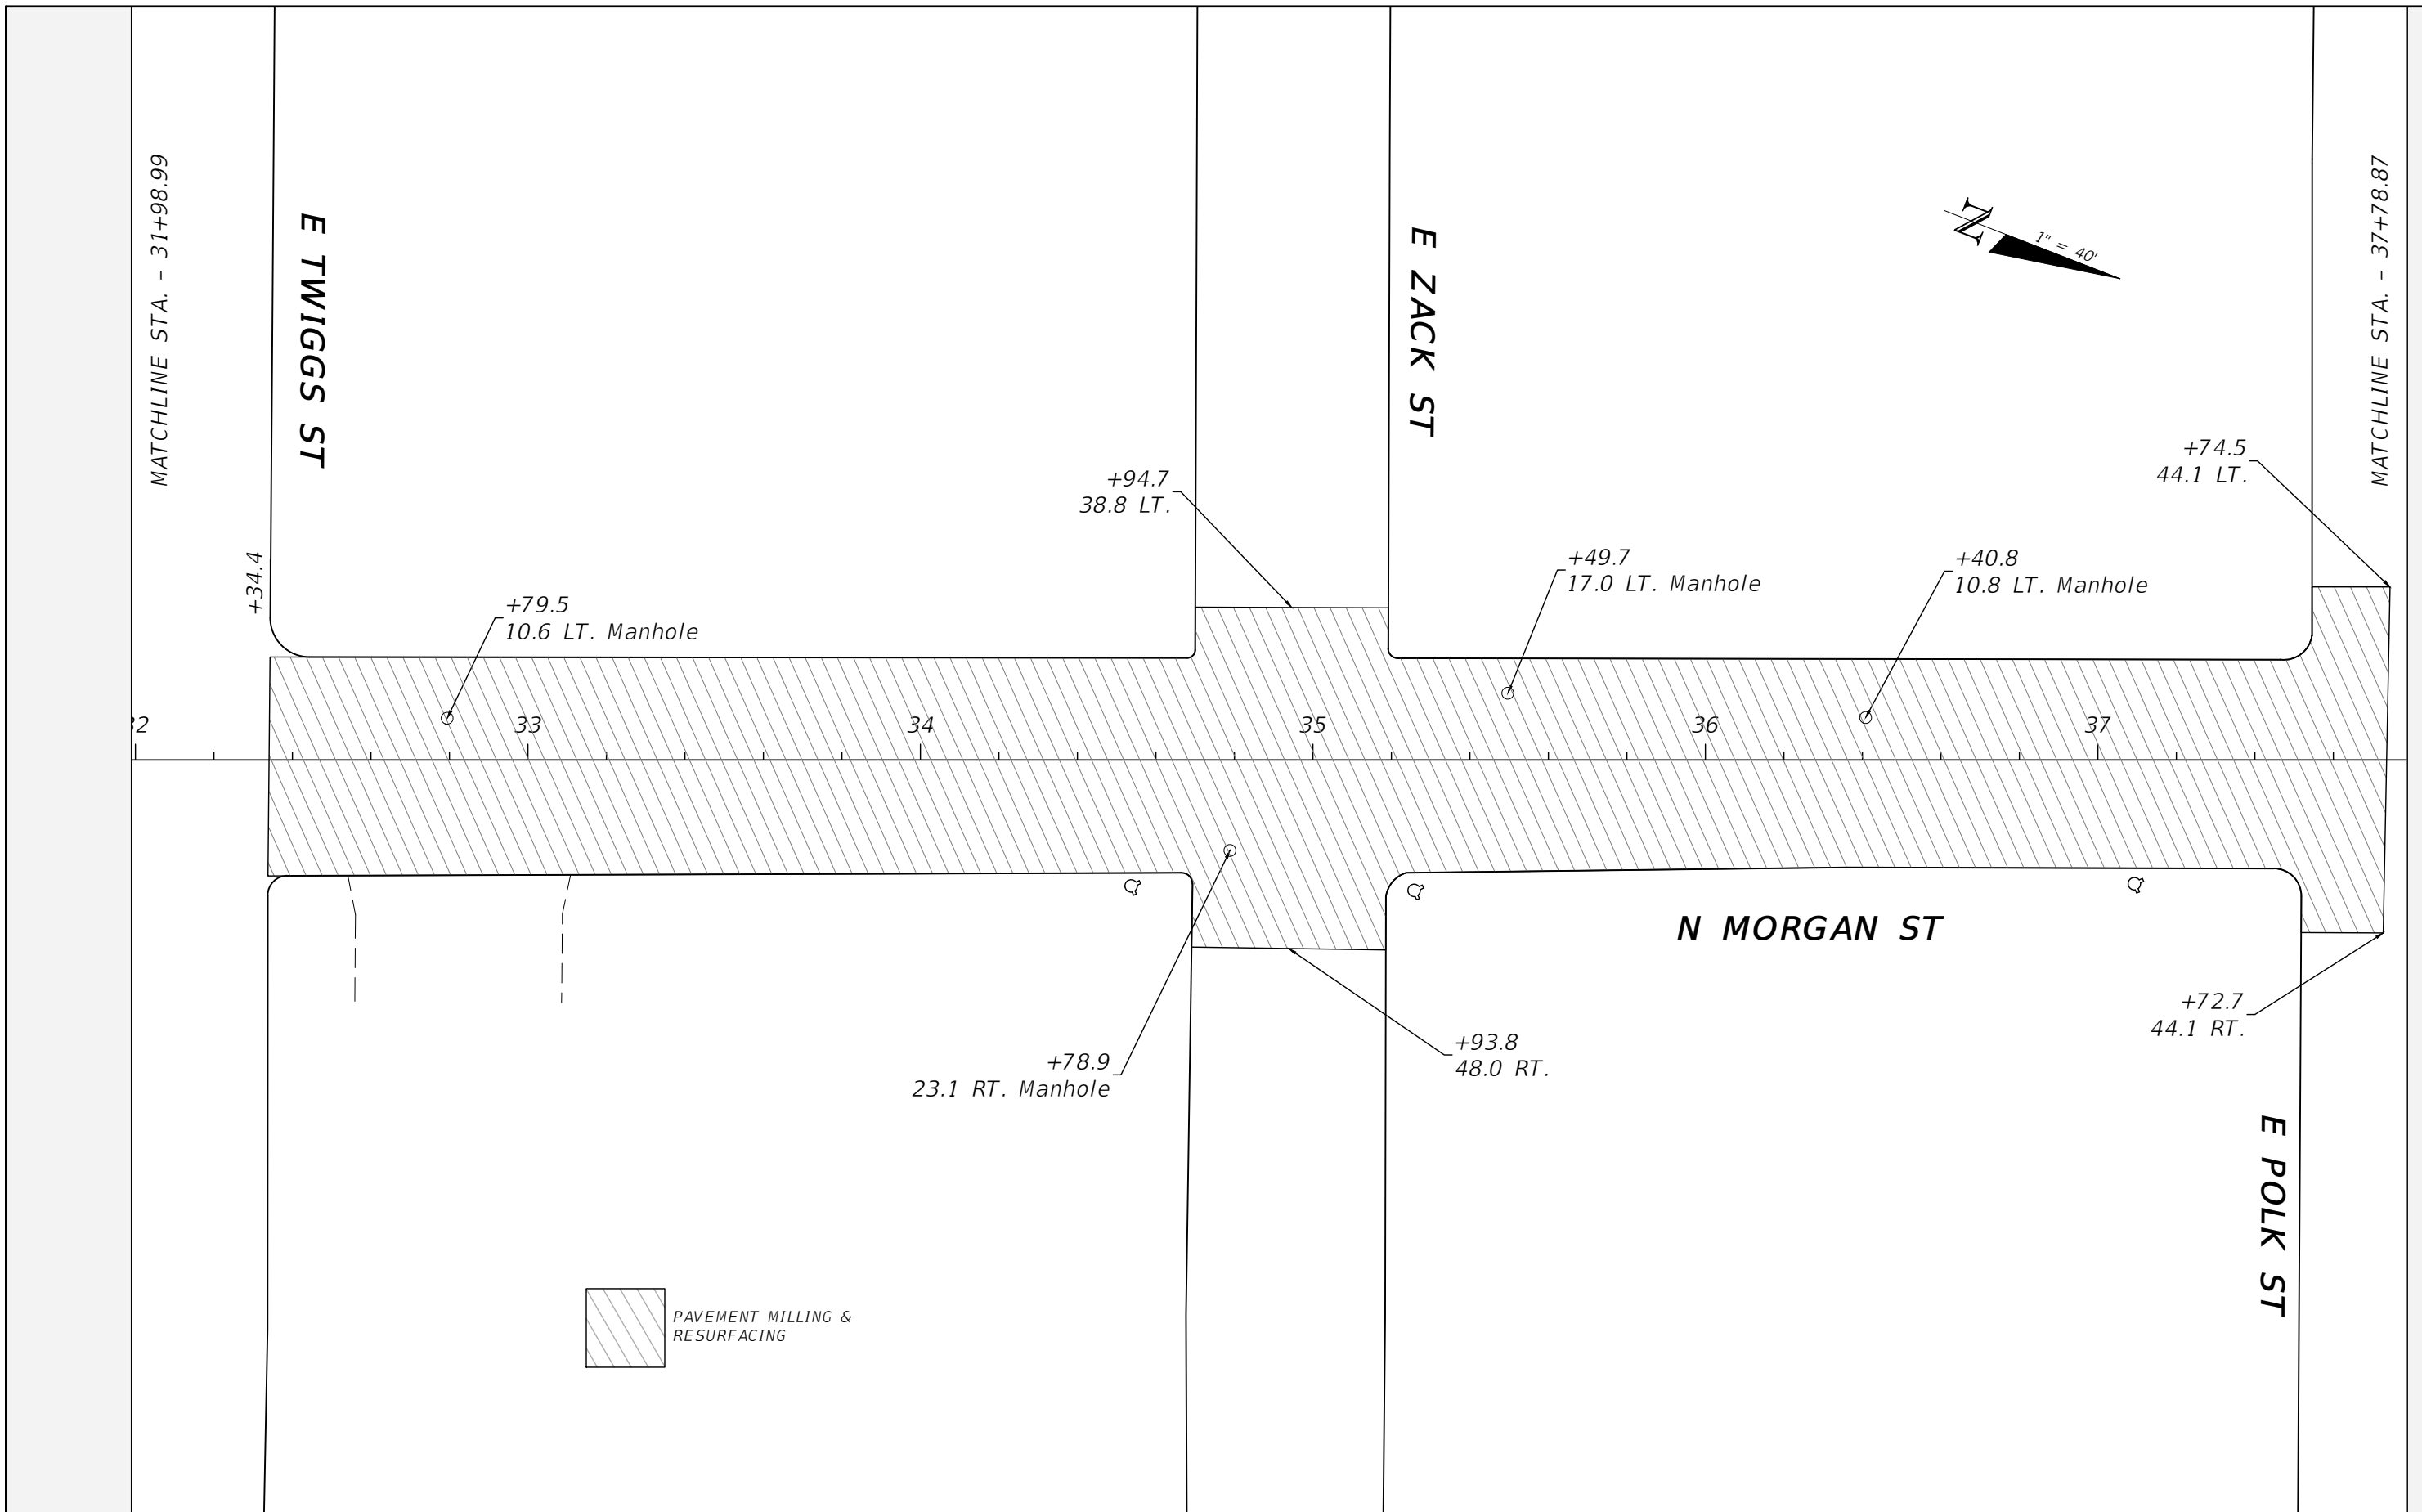 MATCHLINE STA. - 31+98.99
E TWIGGS ST
E ZACK ST
N
1" = 40'
MATCHLINE STA. - 37+78.87
+94.7
38.8 LT.
+74.5
44.1 LT.
+34.4
+79.5
10.6 LT. Manhole
+49.7
17.0 LT. Manhole
+40.8
10.8 LT. Manhole
32
33
34
35
36
37
N MORGAN ST
+78.9
23.1 RT. Manhole
+93.8
48.0 RT.
+72.7
44.1 RT.
E POLK ST
PAVEMENT MILLING &
RESURFACING